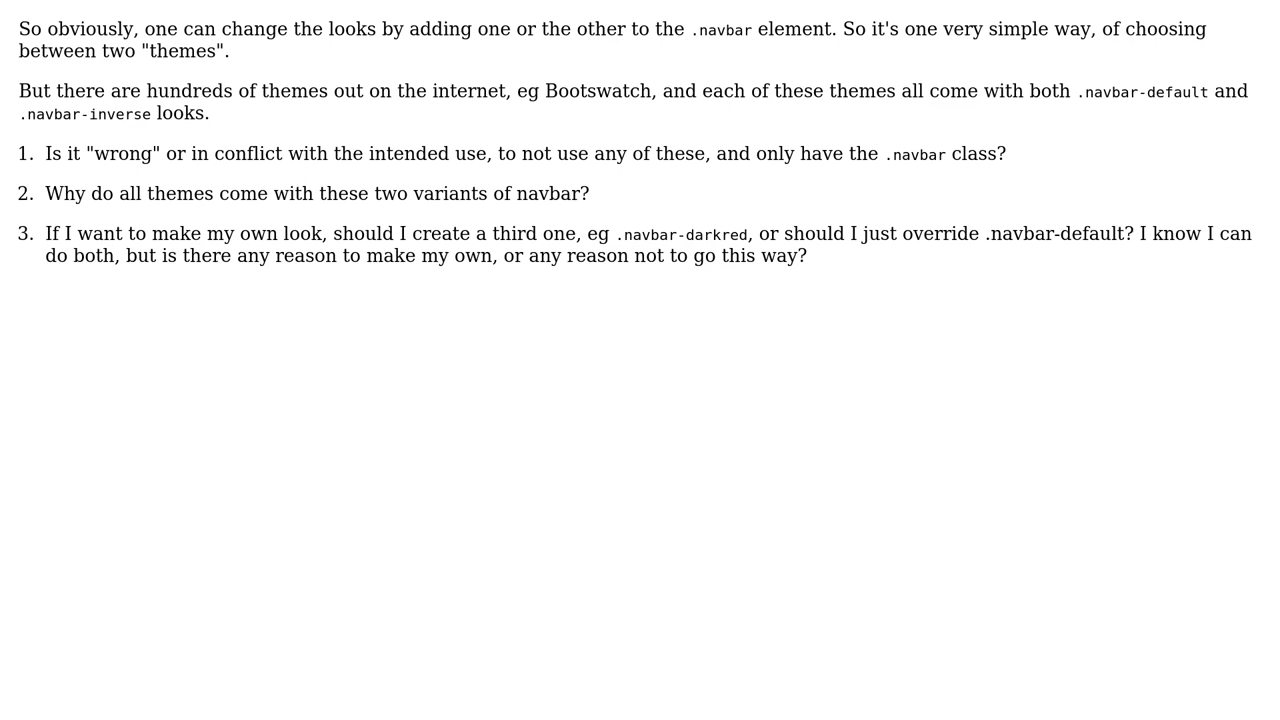 So obviously, one can change the looks by adding one or the other to the .navbar element. So it's one very simple way, of choosing
between two "themes".
But there are hundreds of themes out on the internet, eg Bootswatch, and each of these themes all come with both .navbar-default and
.navbar-inverse looks.
1. Is it "wrong" or in conflict with the intended use, to not use any of these, and only have the .navbar class?
2. Why do all themes come with these two variants of navbar?
3. If I want to make my own look, should I create a third one, eg .navbar-darkred, or should I just override .navbar-default? I know I can
do both, but is there any reason to make my own, or any reason not to go this way?